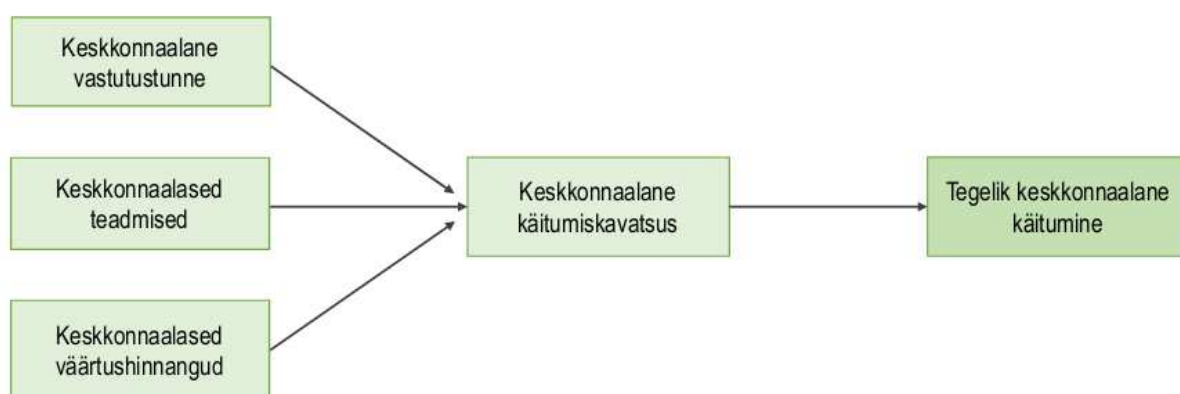 Keskkonnaalane
vastutustunne
Keskkonnaalased
teadmised
Keskkonnaalased
väärtushinnangud
Keskkonnaalane
käitumiskavatsus
Tegelik keskkonnaalane
käitumine